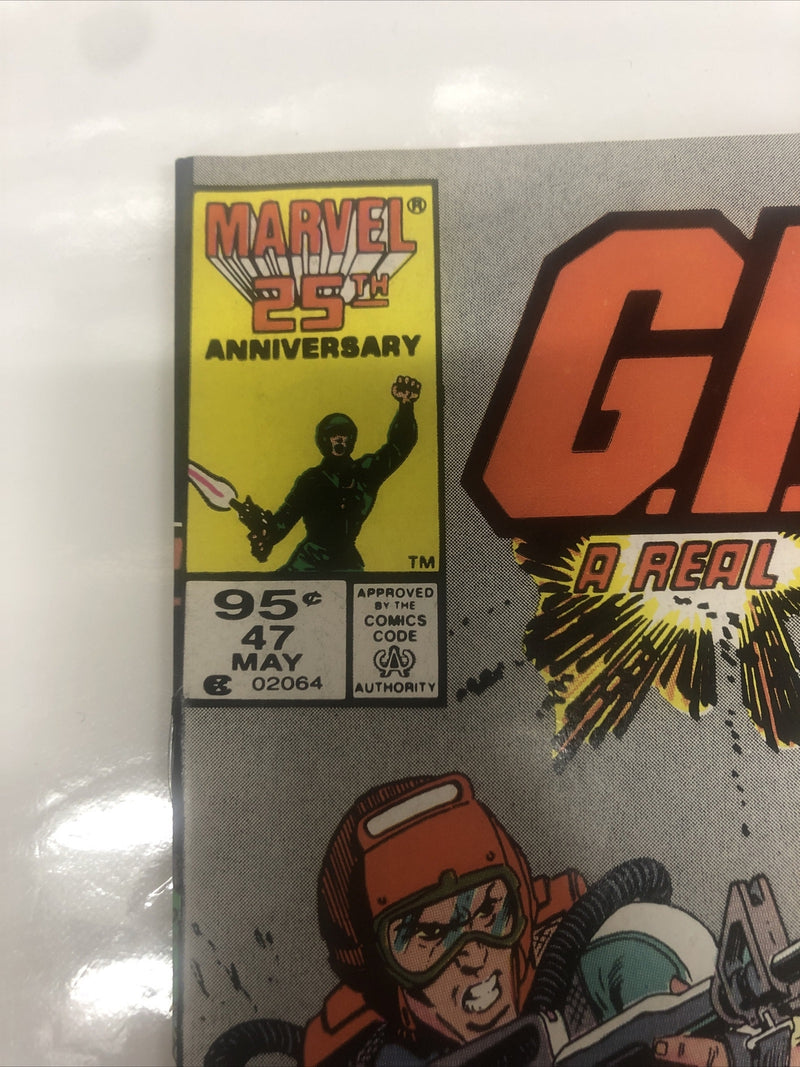 MARVEL®
25TH
ANNIVERSARY
TM
95¢
47
MAY
02064
APPROVED
BY THE
COMICS
CODE
AUTHORITY
G.I.
A REAL